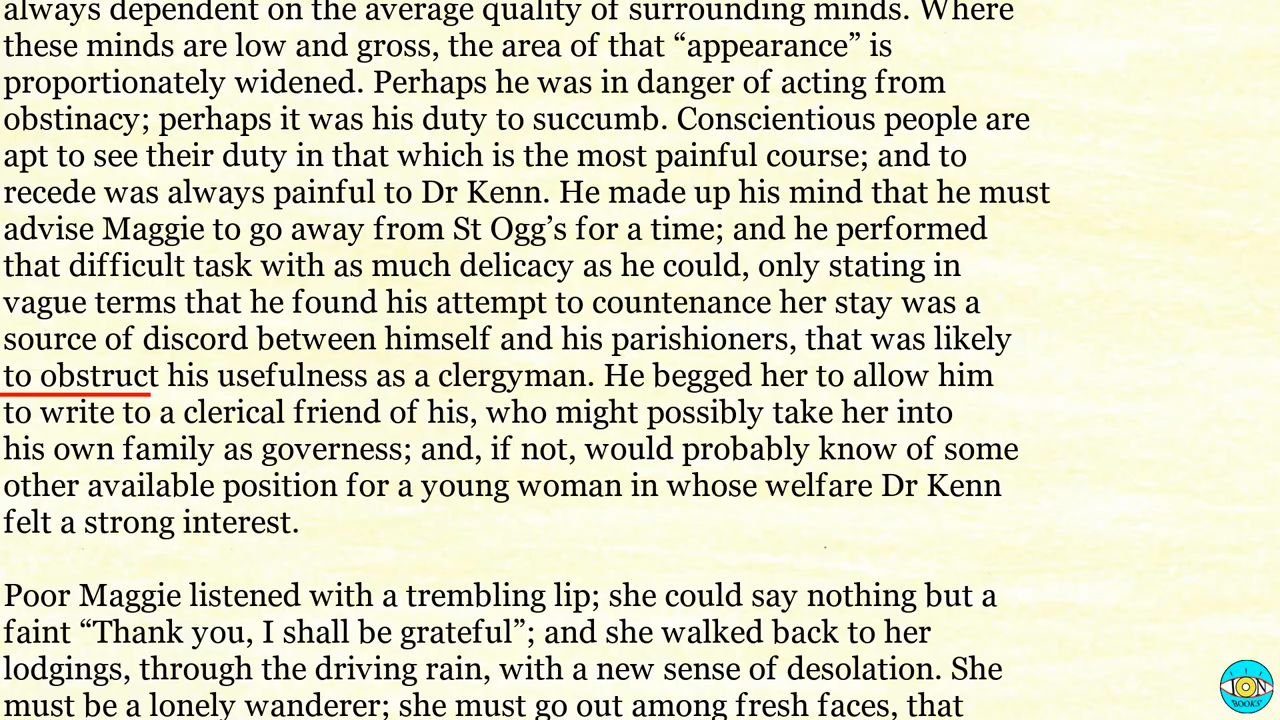 always dependent on the average quality of surrounding minds. Where
these minds are low and gross, the area of that “appearance” is
proportionately widened. Perhaps he was in danger of acting from
obstinacy; perhaps it was his duty to succumb. Conscientious people are
apt to see their duty in that which is the most painful course; and to
recede was always painful to Dr Kenn. He made up his mind that he must
advise Maggie to go away from St Ogg’s for a time; and he performed
that difficult task with as much delicacy as he could, only stating in
vague terms that he found his attempt to countenance her stay was a
source of discord between himself and his parishioners, that was likely
to obstruct his usefulness as a clergyman. He begged her to allow him
to write to a clerical friend of his, who might possibly take her into
his own family as governess; and, if not, would probably know of some
other available position for a young woman in whose welfare Dr Kenn
felt a strong interest.
Poor Maggie listened with a trembling lip; she could say nothing but a
faint “Thank you, I shall be grateful”; and she walked back to her
lodgings, through the driving rain, with a new sense of desolation. She
must be a lonely wanderer; she must go out among fresh faces, that
ION
BOOKS